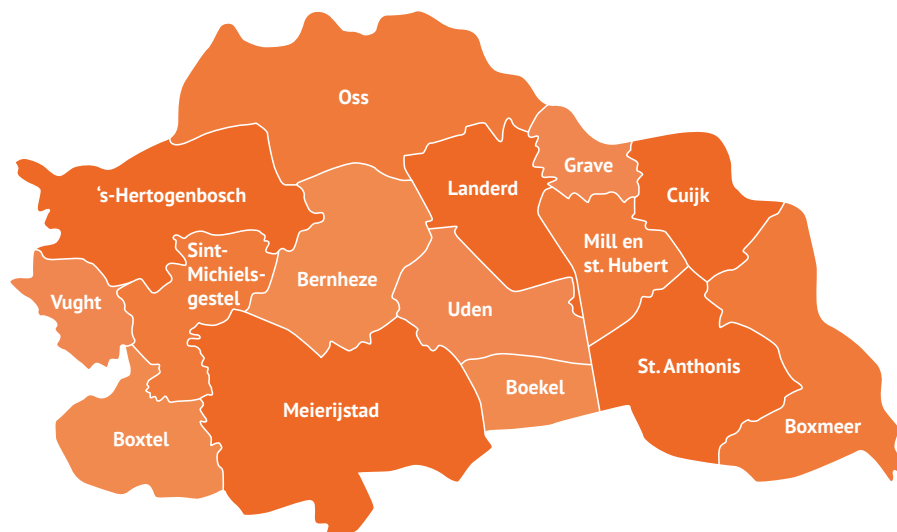 Oss
Grave
‘s-Hertogenbosch
Landerd
Cuijk
Sint-
Michiels-
gestel
Mill en
st. Hubert
Bernheze
Vught
Uden
St. Anthonis
Boekel
Meierijstad
Boxmeer
Boxtel